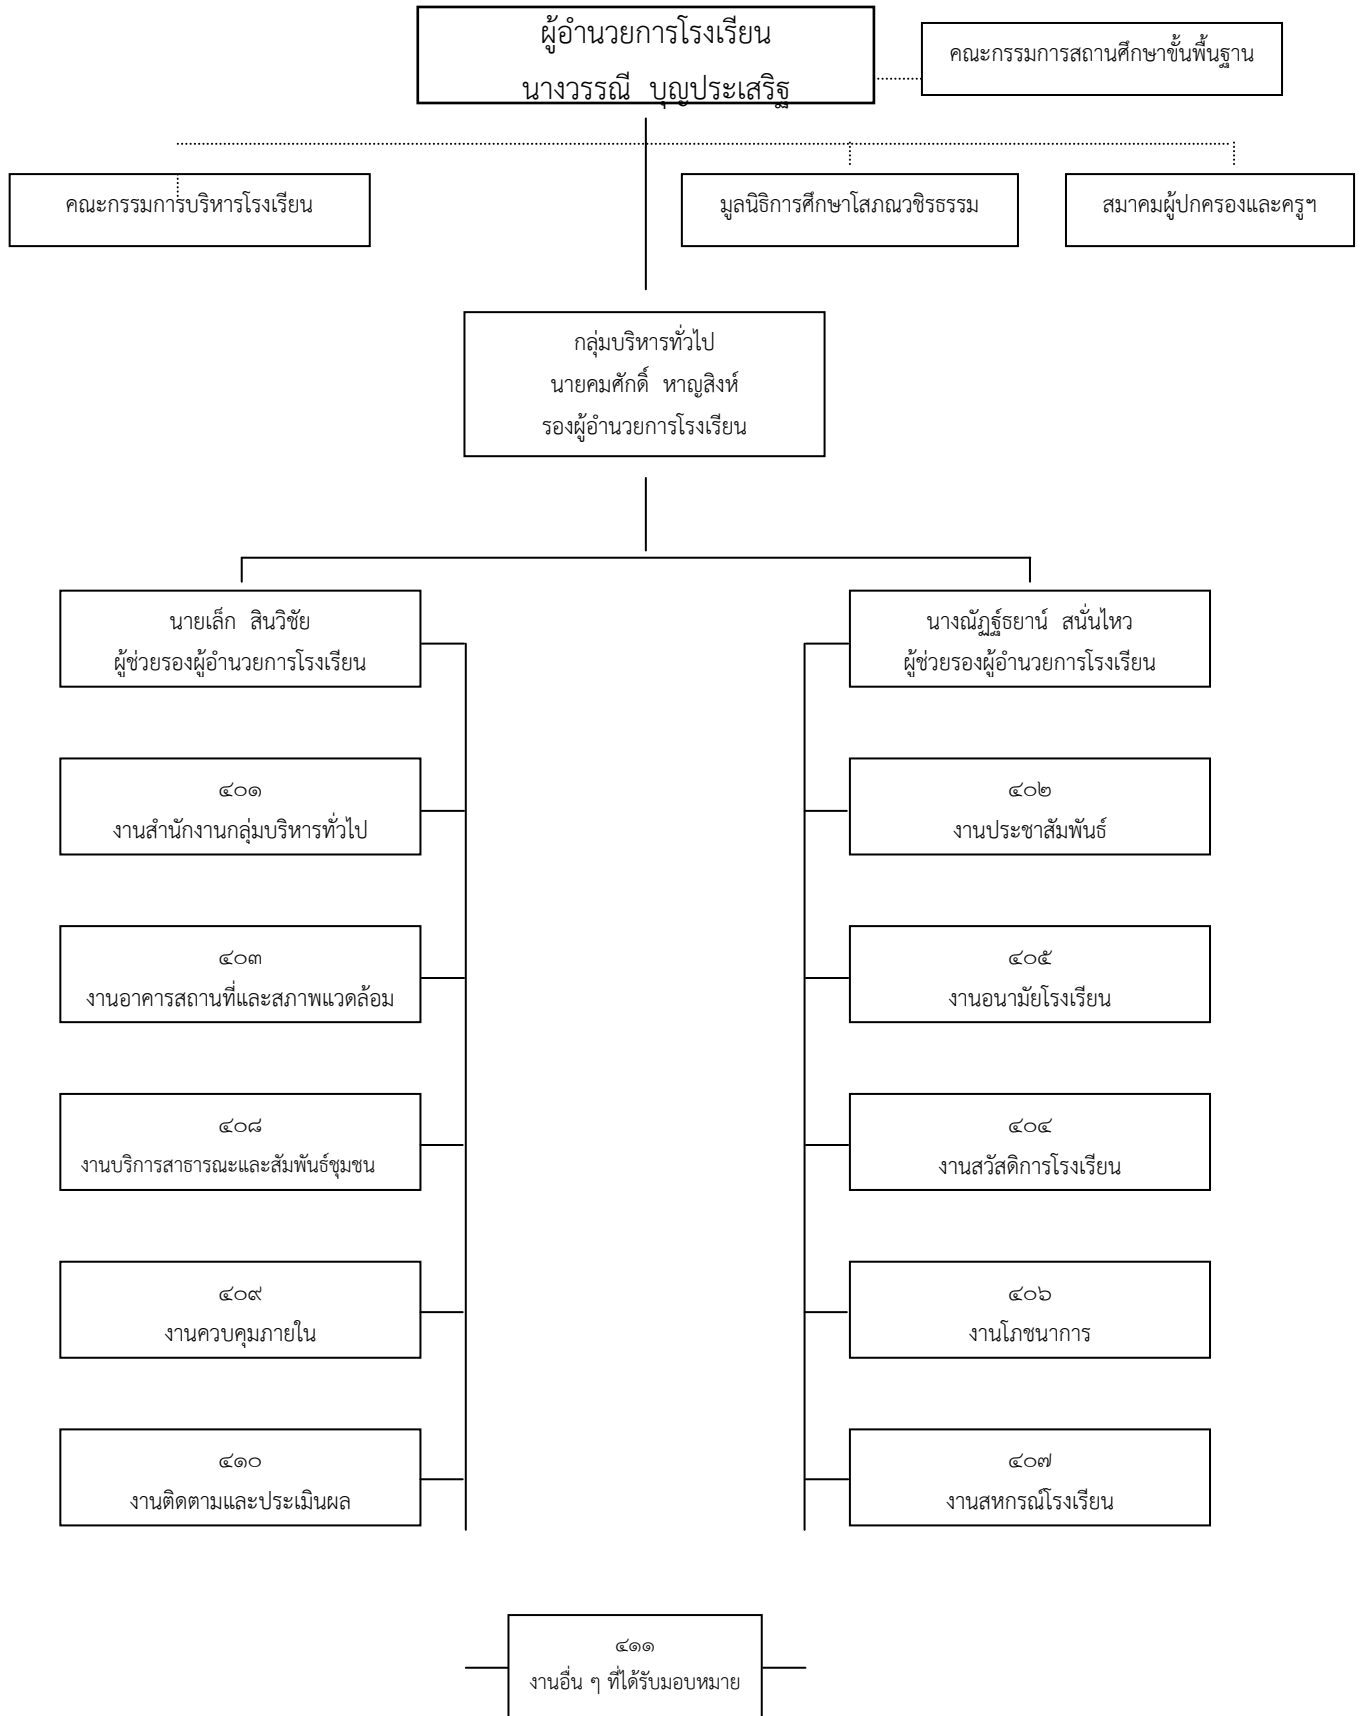 ผู้อำนวยการโรงเรียน
นางวรรณี บุญประเสริฐ
คณะกรรมการสถานศึกษาขั้นพื้นฐาน
คณะกรรมการบริหารโรงเรียน
มูลนิธิการศึกษาโสภณวชิรธรรม
สมาคมผู้ปกครองและครูฯ
กลุ่มบริหารทั่วไป
นายคมศักดิ์ หาญสิงห์
รองผู้อำนวยการโรงเรียน
นายเล็ก สินวิชัย
ผู้ช่วยรองผู้อำนวยการโรงเรียน
นางณัฏฐ์ธยาน์ สนั่นไหว
ผู้ช่วยรองผู้อำนวยการโรงเรียน
๔๐๑
งานสำนักงานกลุ่มบริหารทั่วไป
๔๐๒
งานประชาสัมพันธ์
๔๐๓
งานอาคารสถานที่และสภาพแวดล้อม
๔๐๕
งานอนามัยโรงเรียน
๔๐๘
งานบริการสาธารณะและสัมพันธ์ชุมชน
๔๐๔
งานสวัสดิการโรงเรียน
๔๐๙
งานควบคุมภายใน
๔๐๖
งานโภชนาการ
๔๑๐
งานติดตามและประเมินผล
๔๐๗
งานสหกรณ์โรงเรียน
๔๑๑
งานอื่น ๆ ที่ได้รับมอบหมาย